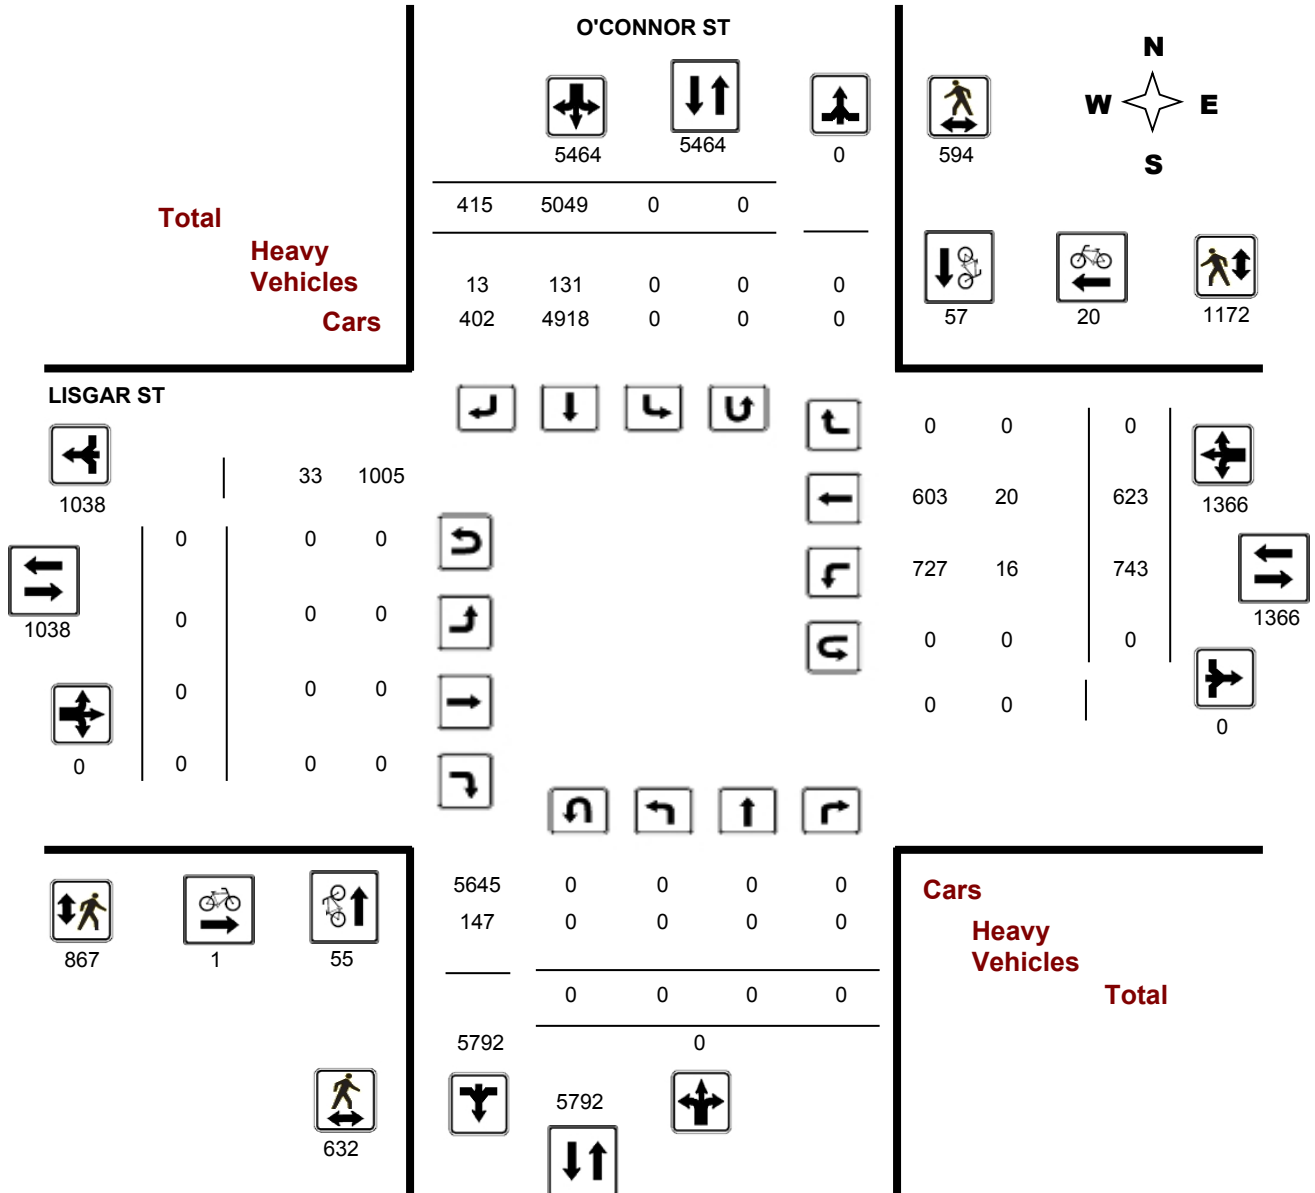 O'CONNOR ST
N
W E
S
5464 5464 0 594
415 5049 0 0
Total
Heavy
Vehicles
13 131 0 0 0
Cars
402 4918 0 0 0
57 20 1172
LISGAR ST
0 0 0
33 1005
1038
603 20 623
1366
0 0 0
727 16 743
1038
1366
0 0 0
0 0 0
0 0 0
0 0
0
0 0 0
0
5645 0 0 0 0
147 0 0 0 0
Cars
Heavy
Vehicles
Total
867 1 55
0 0 0 0
5792 0
5792
632